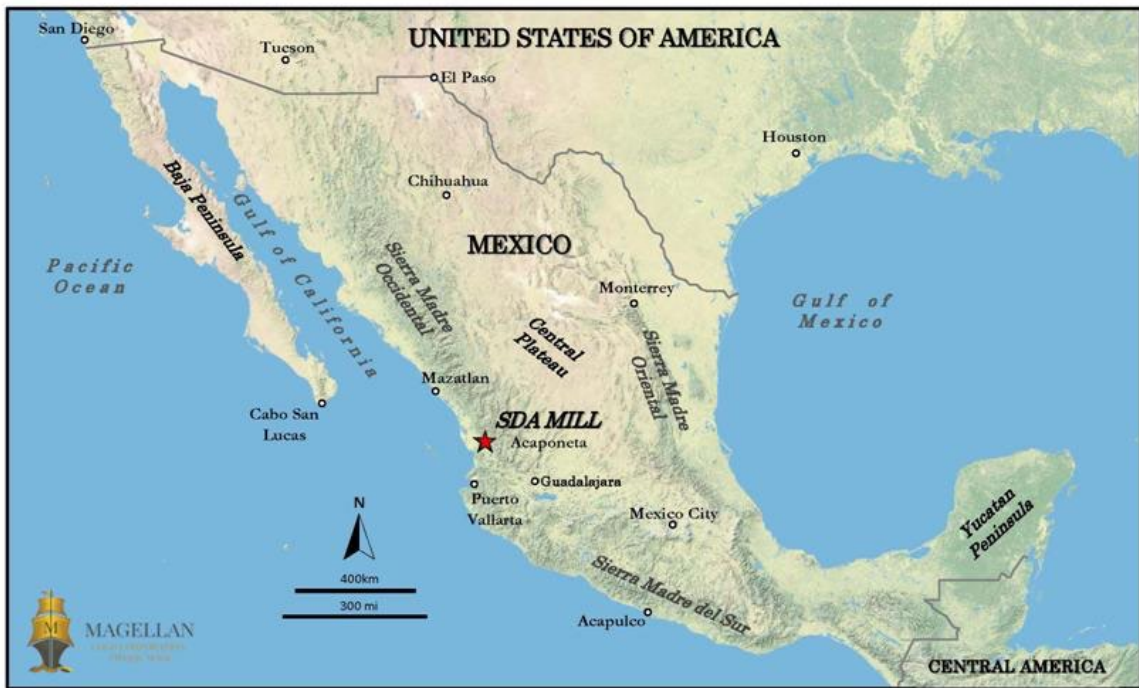 San Diego
Tucson
UNITED STATES OF AMERICA
El Paso
Houston
Chihuahua
Baja Peninsula
Gulf of California
MEXICO
Sierra Madre
Occidental
Pacific
Ocean
Monterrey
Gulf of
Mexico
Central
Plateau
Sierra Madre
Oriental
Mazatlan
Cabo San
Lucas
SDA MILL
Acaponeta
Guadalajara
Puerto
Vallarta
N
Mexico City
Yucatan
Peninsula
400km
300 mi
Sierra Madre del Sur
Acapulco
M
MAGELLAN
GOLD CORPORATION
CENTRAL AMERICA